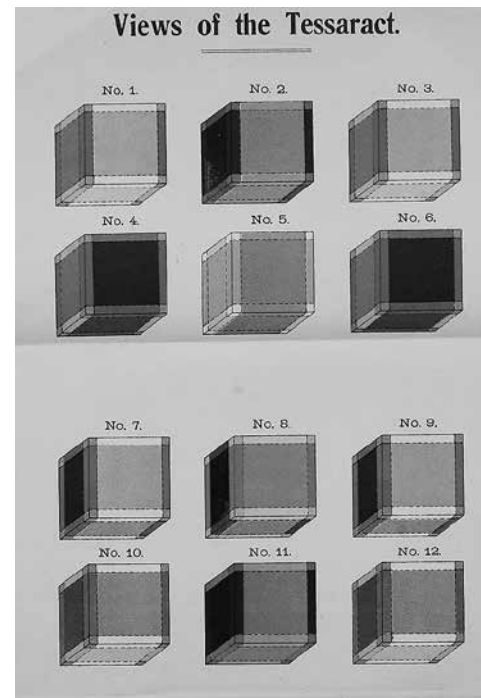 Views of the Tessaract.
No. 1. No. 2. No. 3.
No. 4. No. 5. No. 6.
No. 7. No. 8. No. 9.
No. 10. No. 11. No. 12.